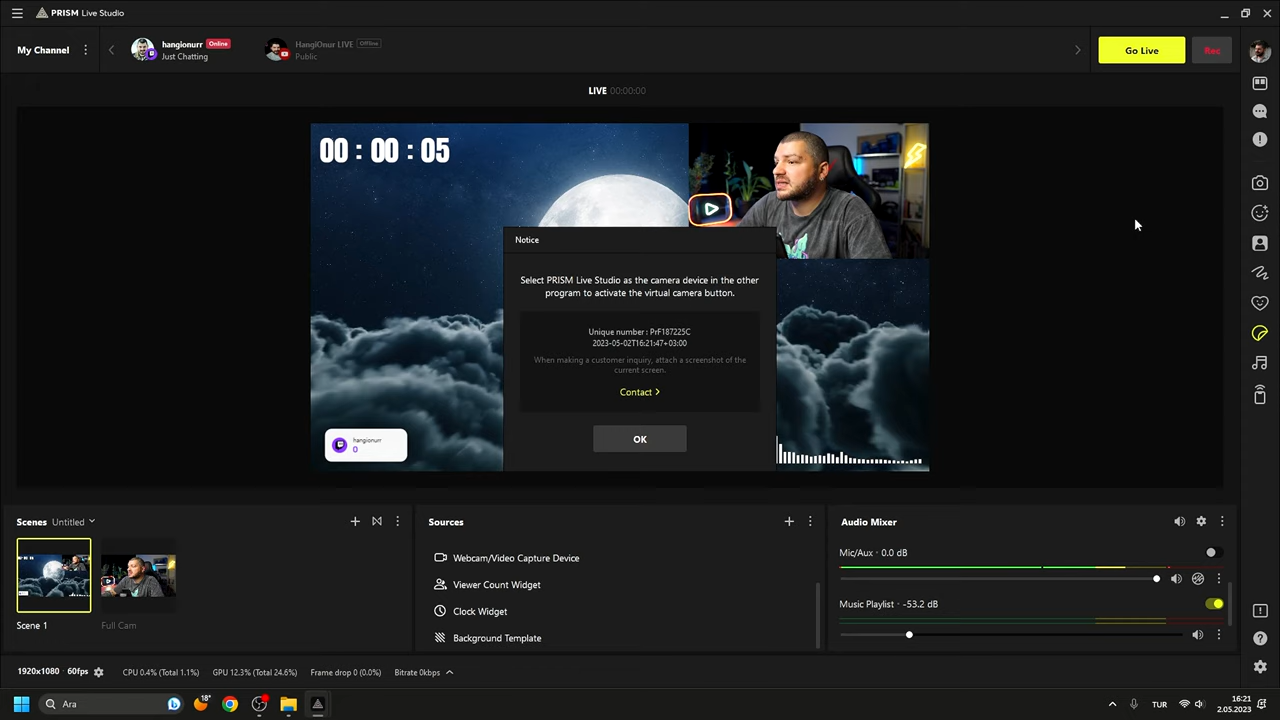 PRISM Live Studio
My Channel
hangionurr Online
Just Chatting
HangiOnur LIVE Offline
Public
Go Live
Rec
LIVE 00:00:00
00 : 00 : 05
Notice
Select PRISM Live Studio as the camera device in the other
program to activate the virtual camera button.
Unique number : PrF187225C
2023-05-02T16:21:47+03:00
When making a customer inquiry, attach a screenshot of the
current screen.
Contact >
OK
hangionurr
0
Scenes Untitled
Scene 1
Full Cam
Sources
Webcam/Video Capture Device
Viewer Count Widget
Clock Widget
Background Template
Audio Mixer
Mic/Aux · 0.0 dB
Music Playlist · -53.2 dB
1920x1080 · 60fps
CPU 0.4% (Total 1.1%) GPU 12.3% (Total 24.6%) Frame drop 0 (0.0%) Bitrate 0kbps
Ara
18°
TUR
16:21
2.05.2023